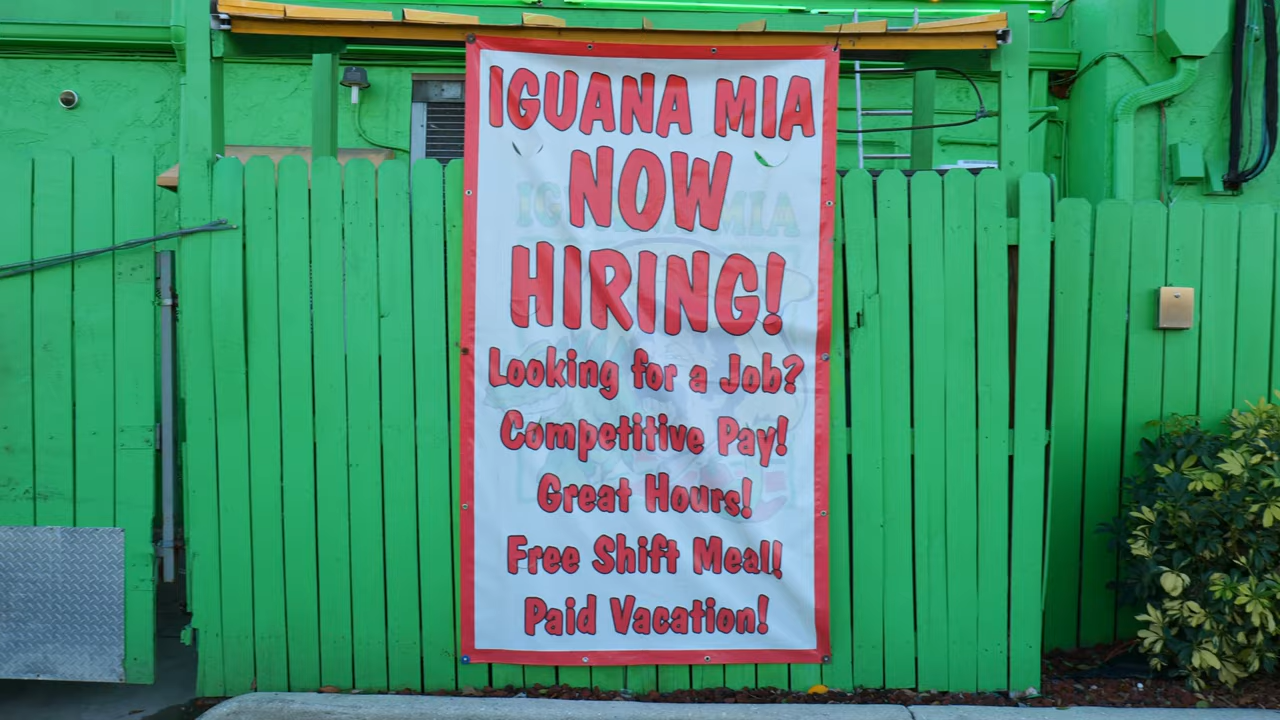 IGUANA MIA
NOW
HIRING!
Looking for a Job?
Competitive Pay!
Great Hours!
Free Shift Meal!
Paid Vacation!